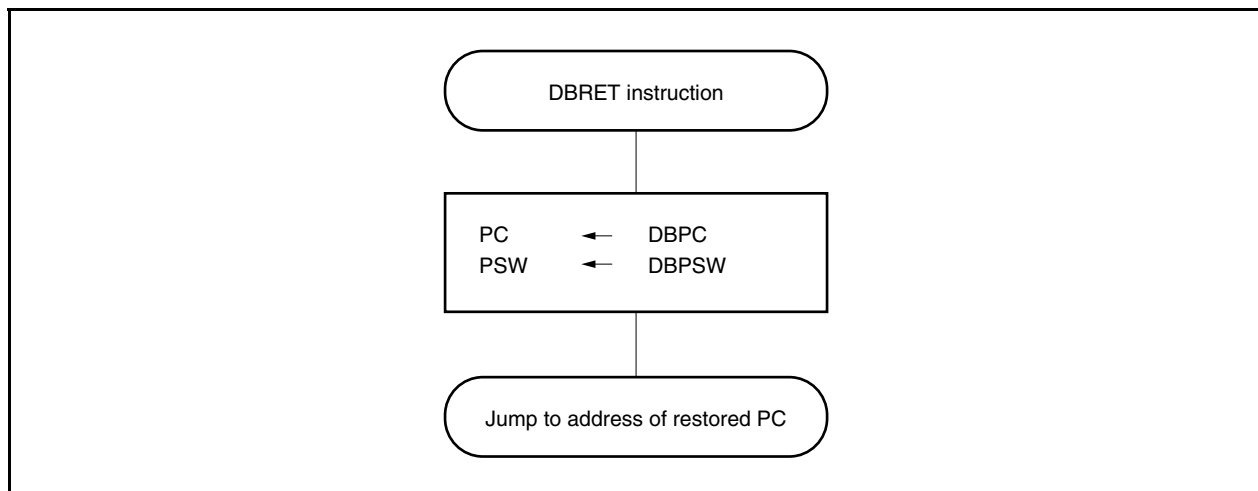 DBRET instruction
PC ← DBPC
PSW ← DBPSW
Jump to address of restored PC